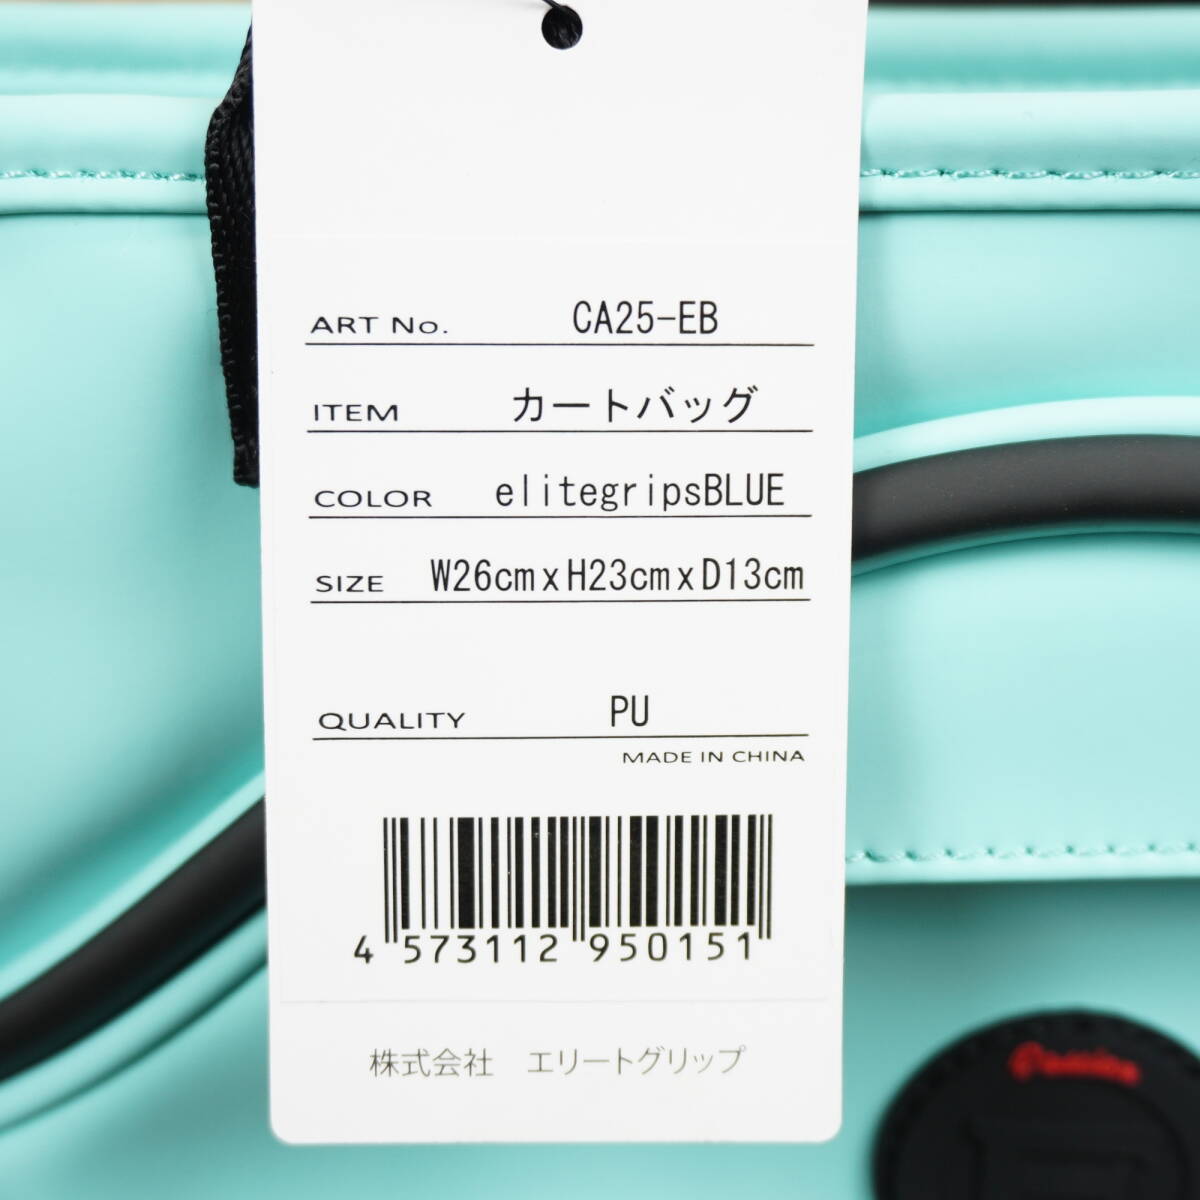 ART No. CA25-EB
ITEM カートバッグ
COLOR elitegripsBLUE
SIZE W26cm x H23cm x D13cm
QUALITY PU
MADE IN CHINA
4 573112 950151
株式会社 エリートグリップ